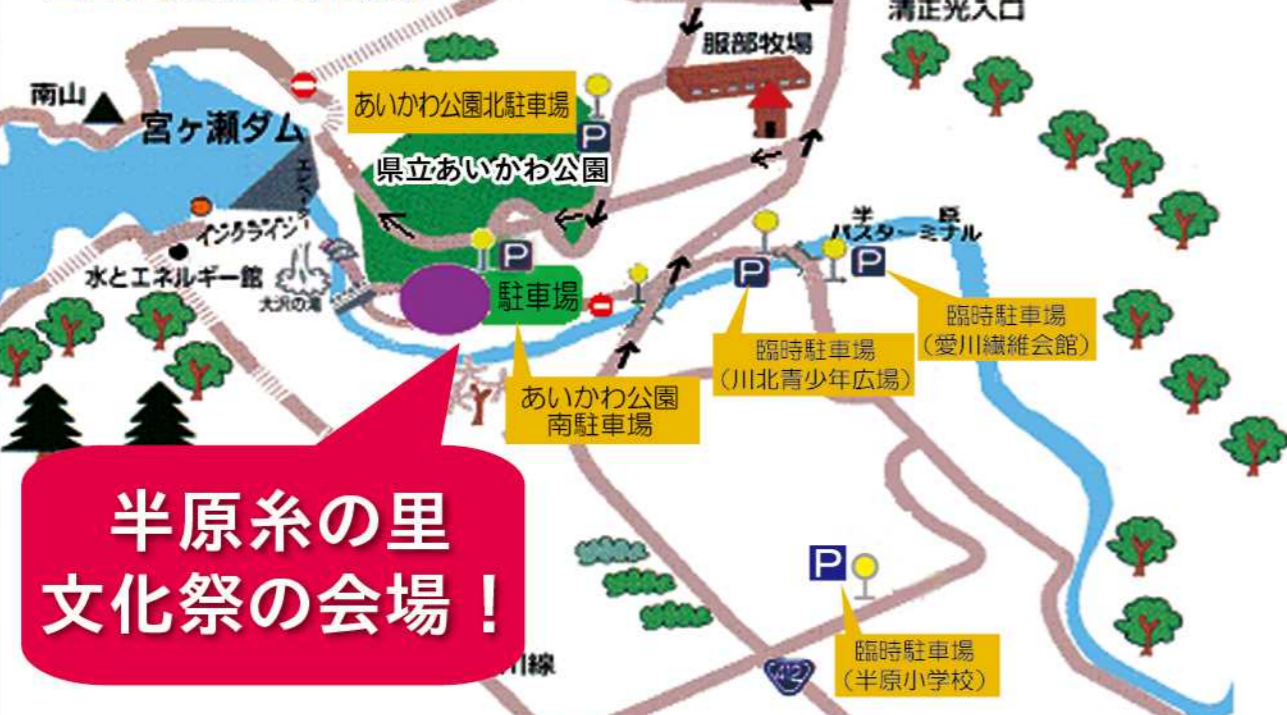 清正光入口
服部牧場
南山
宮ヶ瀬ダム
あいかわ公園北駐車場
P
県立あいかわ公園
エレベーター
インクライン
水とエネルギー館
大沢の滝
P
駐車場
半原
バスターミナル
P
P
臨時駐車場
(愛川繊維会館)
臨時駐車場
(川北青少年広場)
あいかわ公園
南駐車場
半原糸の里
文化祭の会場!
P
臨時駐車場
(半原小学校)
412
川線